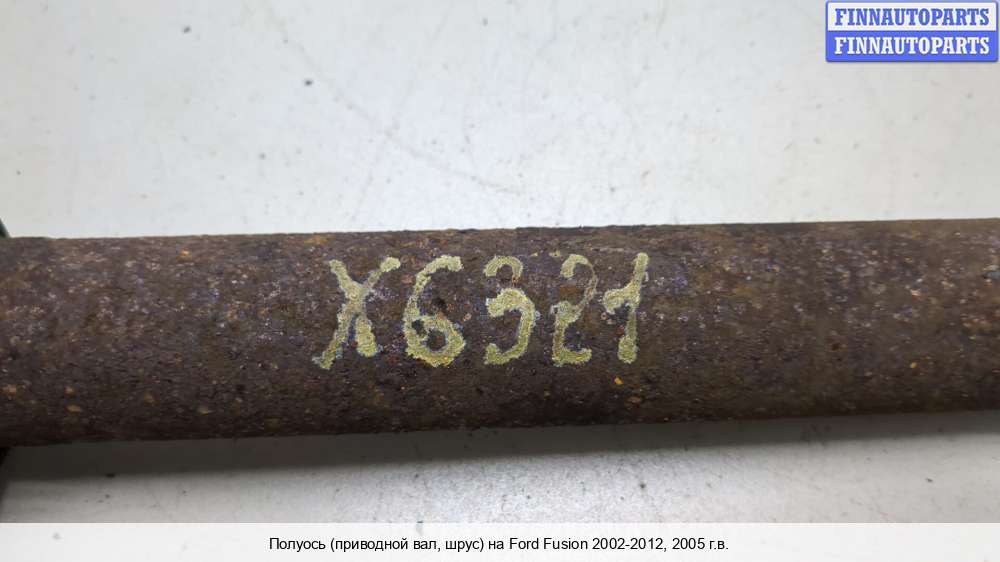 FINNAUTOPARTS
FINNAUTOPARTS
X6321
Полуось (приводной вал, шрус) на Ford Fusion 2002-2012, 2005 г.в.